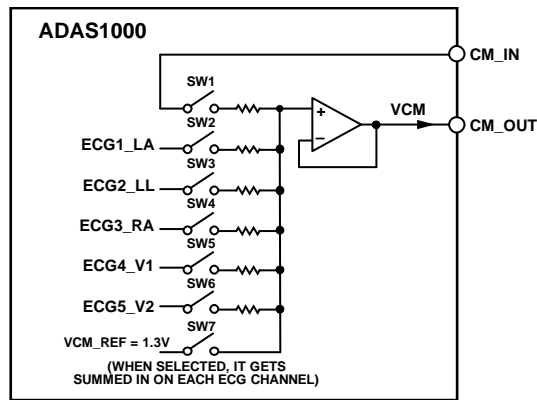 ADAS1000
CM_IN
SW1
VCM
CM_OUT
+
–
SW2
ECG1_LA
SW3
ECG2_LL
SW4
ECG3_RA
SW5
ECG4_V1
SW6
ECG5_V2
SW7
VCM_REF = 1.3V
(WHEN SELECTED, IT GETS
SUMMED IN ON EACH ECG CHANNEL)